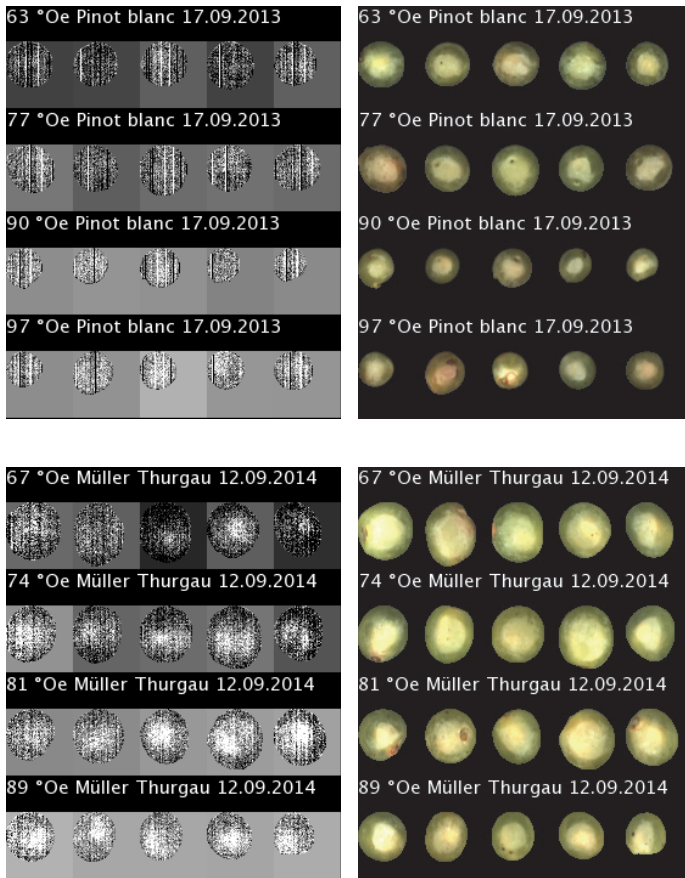 63 °Oe Pinot blanc 17.09.2013
63 °Oe Pinot blanc 17.09.2013
77 °Oe Pinot blanc 17.09.2013
77 °Oe Pinot blanc 17.09.2013
90 °Oe Pinot blanc 17.09.2013
90 °Oe Pinot blanc 17.09.2013
97 °Oe Pinot blanc 17.09.2013
97 °Oe Pinot blanc 17.09.2013
67 °Oe Müller Thurgau 12.09.2014
67 °Oe Müller Thurgau 12.09.2014
74 °Oe Müller Thurgau 12.09.2014
74 °Oe Müller Thurgau 12.09.2014
81 °Oe Müller Thurgau 12.09.2014
81 °Oe Müller Thurgau 12.09.2014
89 °Oe Müller Thurgau 12.09.2014
89 °Oe Müller Thurgau 12.09.2014